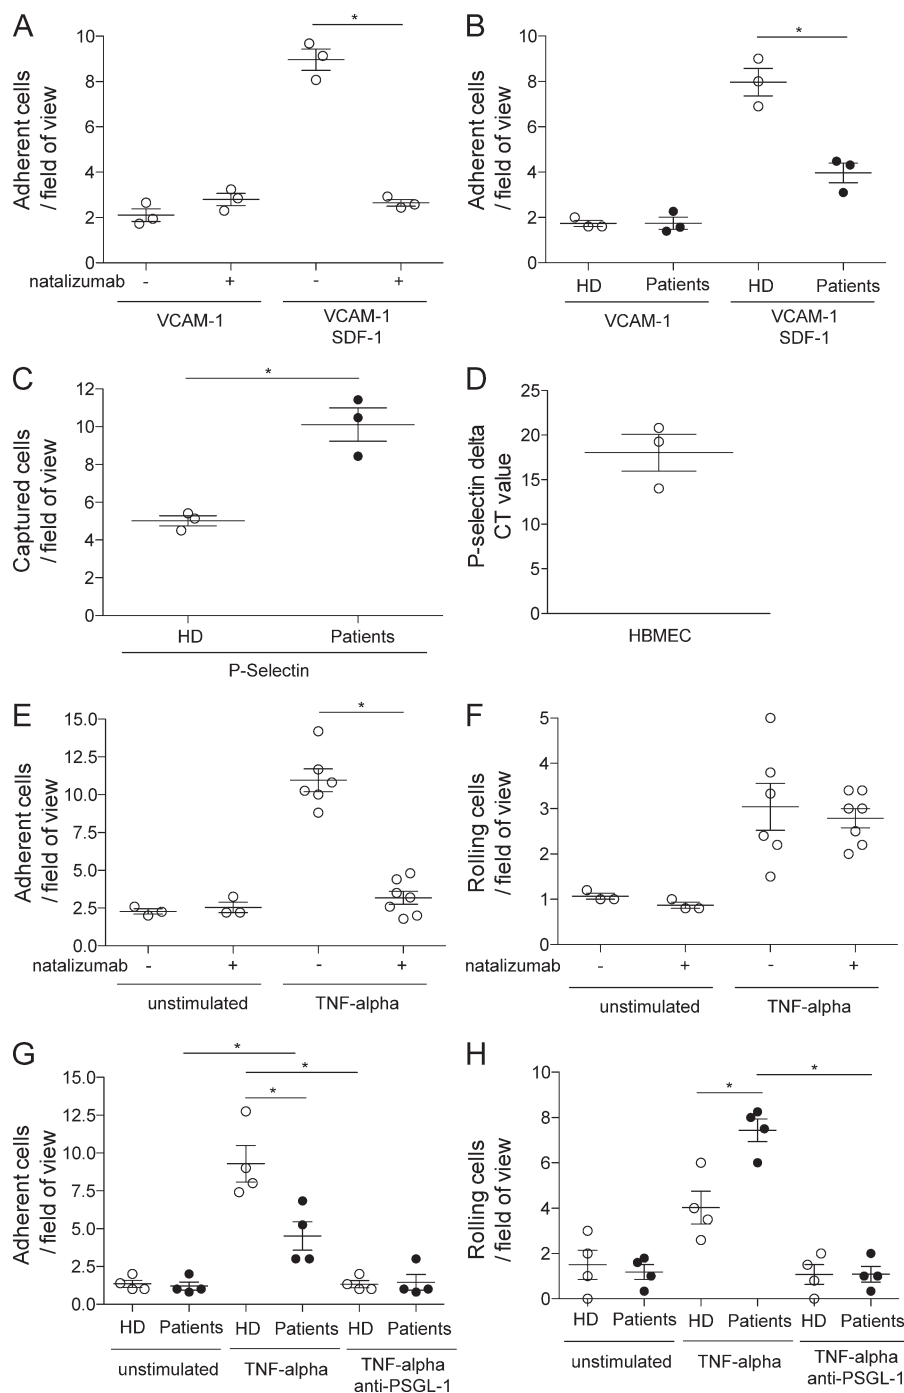 A
*
Adherent cells
/ field of view
10
8
6
4
2
0
natalizumab - + - +
VCAM-1
VCAM-1
SDF-1
B
*
Adherent cells
/ field of view
10
8
6
4
2
0
HD Patients HD Patients
VCAM-1
VCAM-1
SDF-1
C
*
Captured cells
/ field of view
12
10
8
6
4
2
0
HD Patients
P-Selectin
D
P-selectin delta
CT value
25
20
15
10
5
0
HBMEC
E
*
Adherent cells
/ field of view
15.0
12.5
10.0
7.5
5.0
2.5
0.0
natalizumab - + - +
unstimulated TNF-alpha
F
Rolling cells
/ field of view
5
4
3
2
1
0
- + - +
unstimulated TNF-alpha
G
*
*
*
Adherent cells
/ field of view
15.0
12.5
10.0
7.5
5.0
2.5
0.0
HD Patients HD Patients HD Patients
unstimulated TNF-alpha TNF-alpha
anti-PSGL-1
H
*
*
Rolling cells
/ field of view
10
8
6
4
2
0
HD Patients HD Patients HD Patients
unstimulated TNF-alpha TNF-alpha
anti-PSGL-1